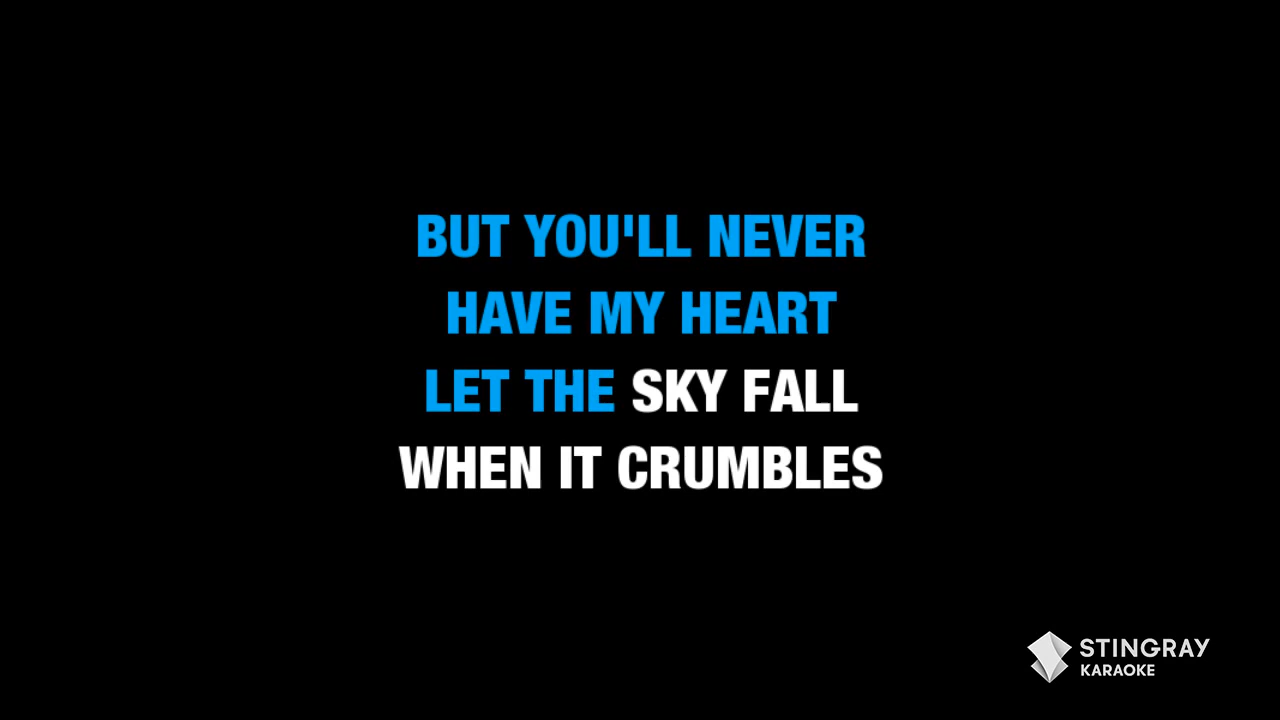 BUT YOU'LL NEVER
HAVE MY HEART
LET THE SKY FALL
WHEN IT CRUMBLES
STINGRAY
KARAOKE